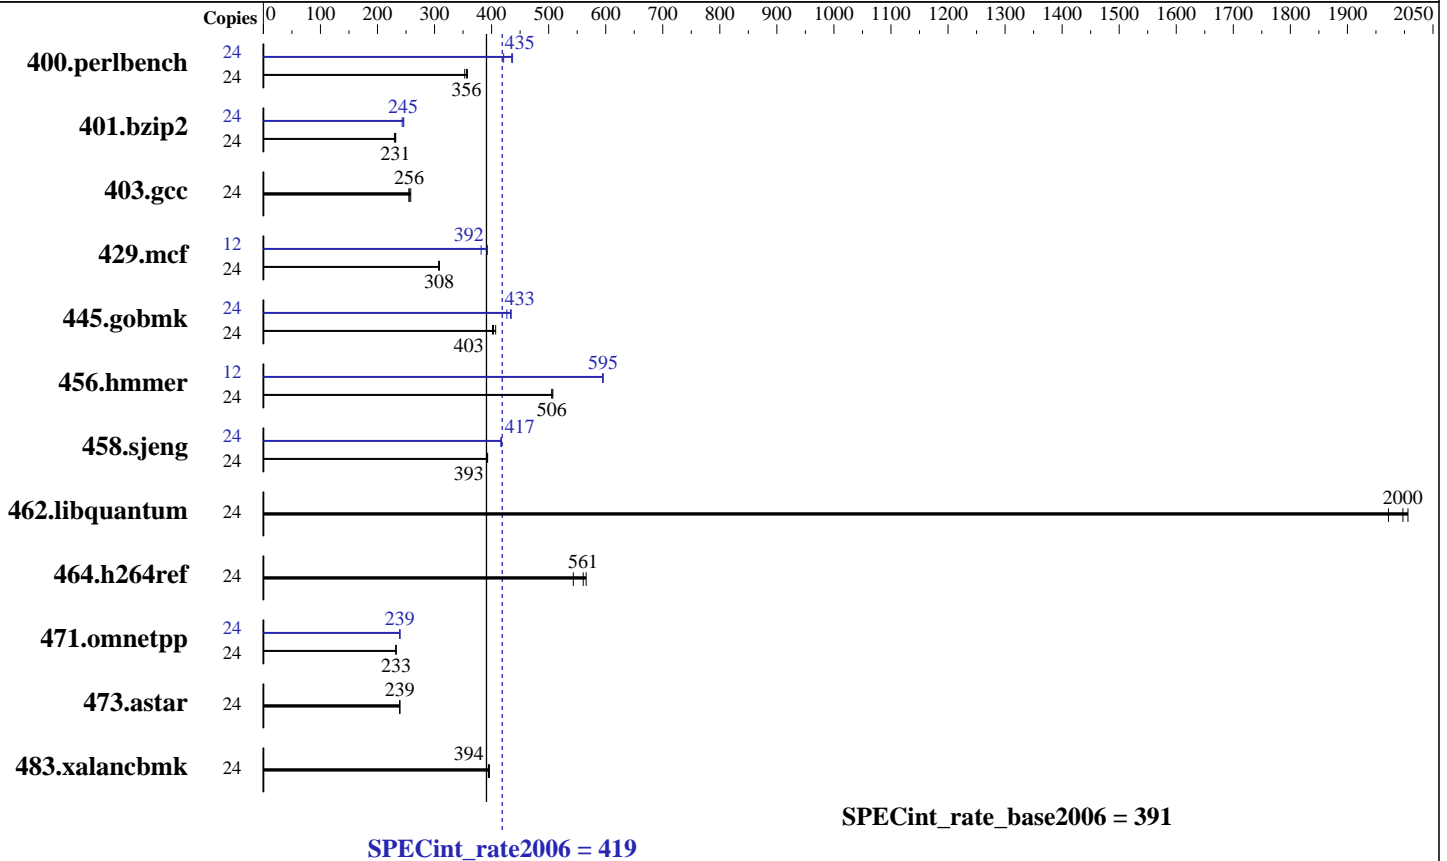 Copies 0 100 200 300 400 500 600 700 800 900 1000 1100 1200 1300 1400 1500 1600 1700 1800 1900 2050
400.perlbench 24 435
24 356
401.bzip2 24 245
24 231
403.gcc 24 256
429.mcf 12 392
24 308
445.gobmk 24 433
24 403
456.hmmer 12 595
24 506
458.sjeng 24 417
24 393
462.libquantum 24 2000
464.h264ref 24 561
471.omnetpp 24 239
24 233
473.astar 24 239
483.xalancbmk 24 394
SPECint_rate_base2006 = 391
SPECint_rate2006 = 419